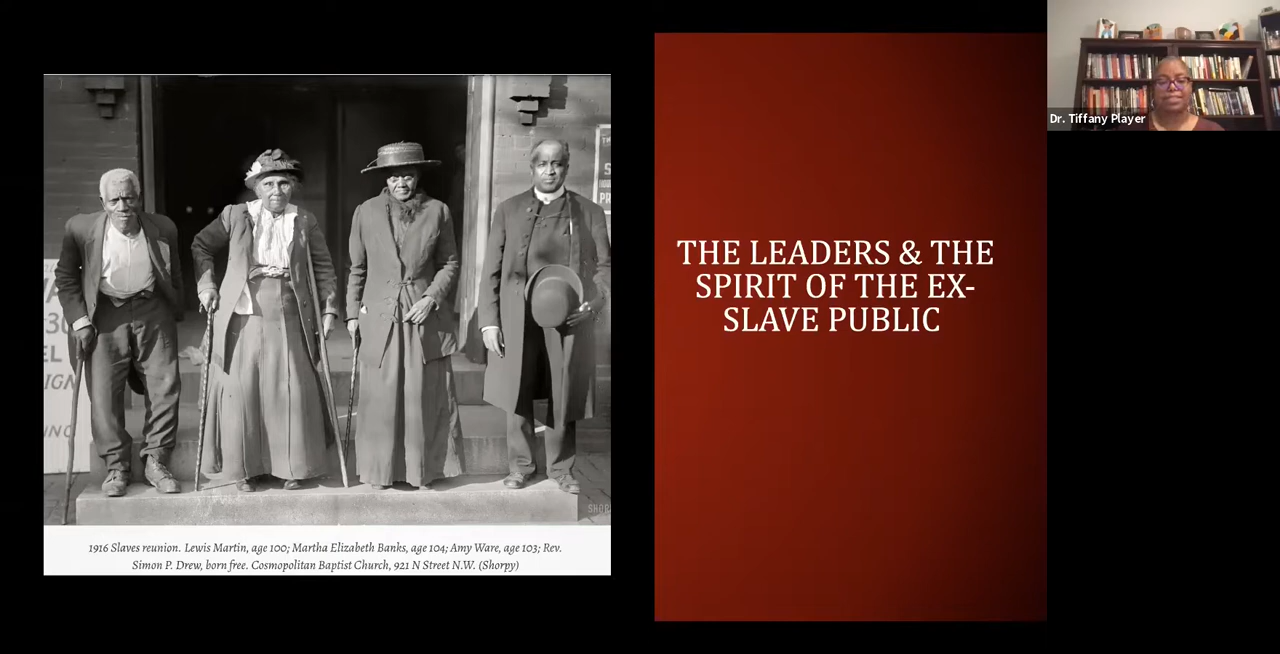 1916 Slaves reunion. Lewis Martin, age 100; Martha Elizabeth Banks, age 104; Amy Ware, age 103; Rev.
Simon P. Drew, born free. Cosmopolitan Baptist Church, 921 N Street N.W. (Shorpy)
THE LEADERS & THE
SPIRIT OF THE EX-
SLAVE PUBLIC
Dr. Tiffany Player